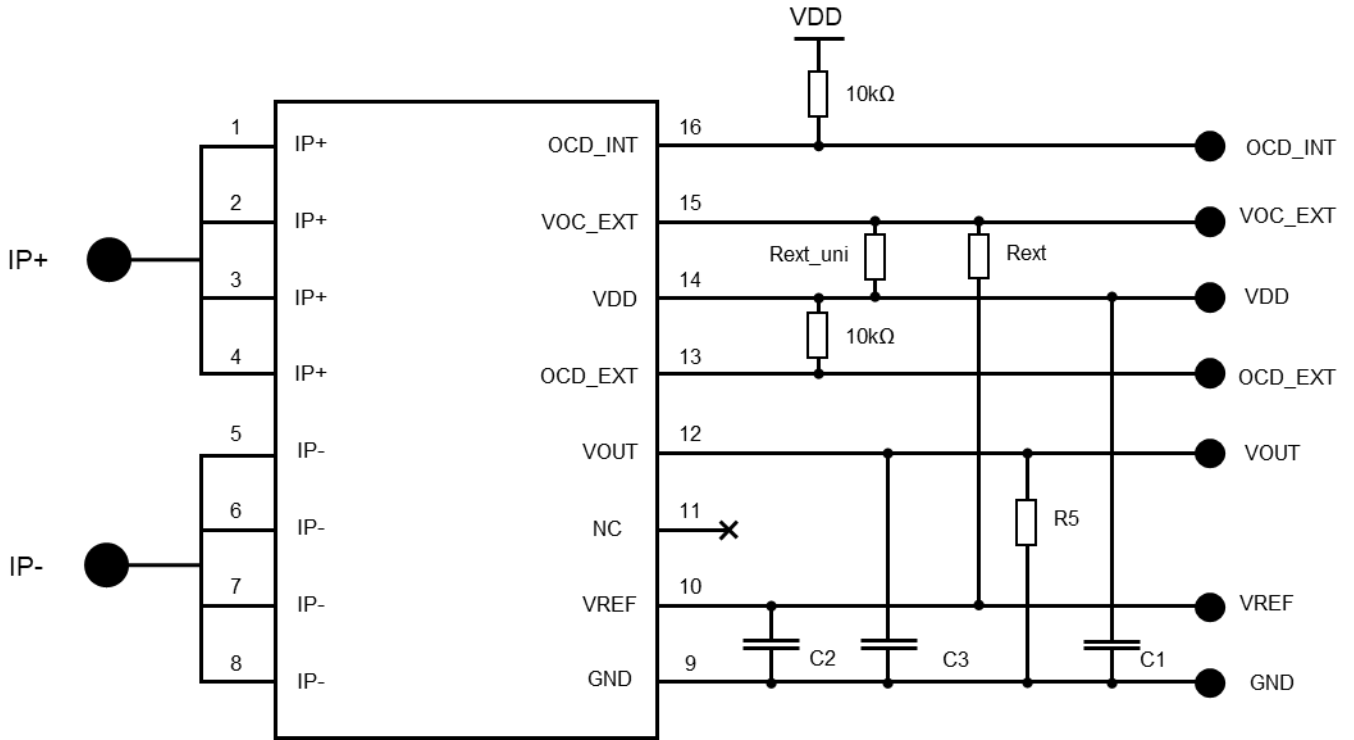 VDD
10kΩ
1 IP+ OCD_INT 16 OCD_INT
2 IP+ VOC_EXT 15 VOC_EXT
IP+
Rext_uni Rext
3 IP+ VDD 14 VDD
10kΩ
4 IP+ OCD_EXT 13 OCD_EXT
5 IP- VOUT 12 VOUT
6 IP- NC 11 R5
IP-
7 IP- VREF 10 VREF
C2 C3 C1
8 IP- GND 9 GND